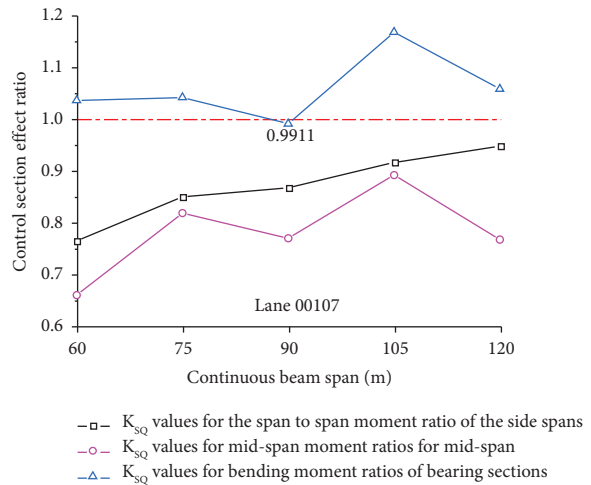 1.2
1.1
1.0
0.9
0.8
0.7
0.6
Control section effect ratio
0.9911
Lane 00107
60 75 90 105 120
Continuous beam span (m)
K_SQ values for the span to span moment ratio of the side spans
K_SQ values for mid-span moment ratios for mid-span
K_SQ values for bending moment ratios of bearing sections